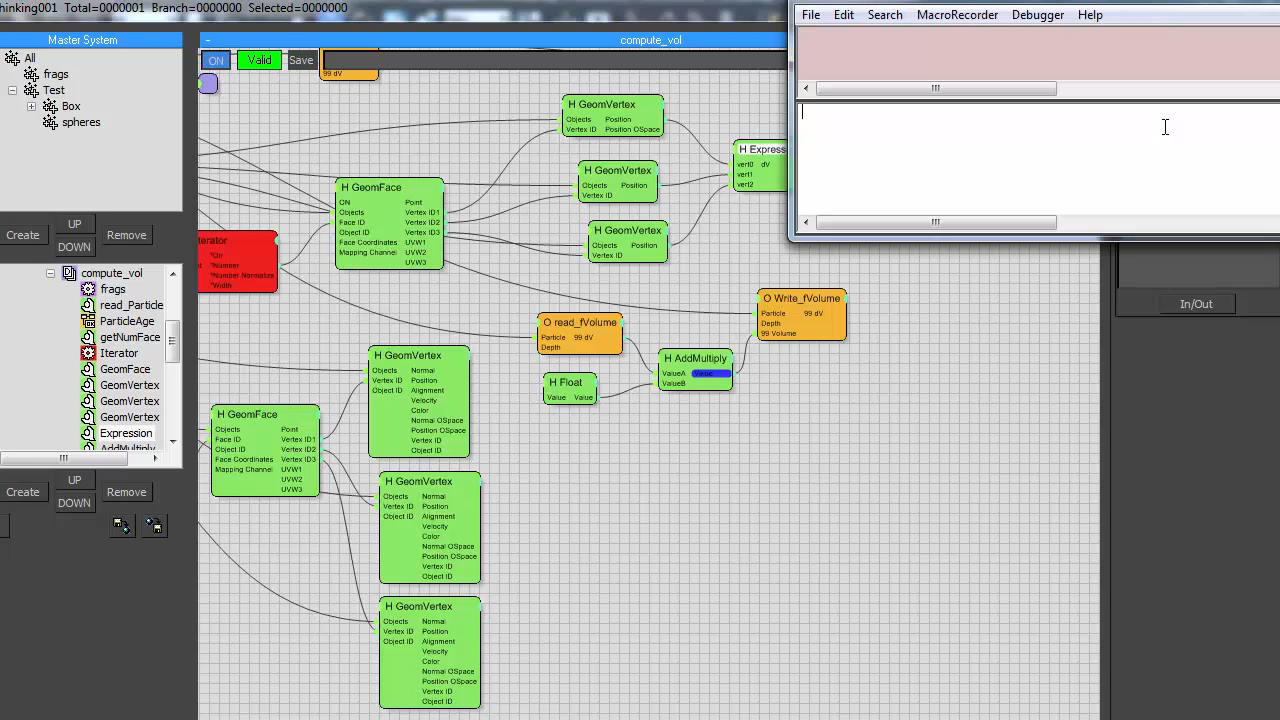 hinking001 Total=0000001 Branch=0000000 Selected=0000000
Master System
All
frags
Test
Box
spheres
UP
Create
Remove
DOWN
compute_vol
frags
read_Particle
ParticleAge
getNumFace
Iterator
GeomFace
GeomVertex
GeomVertex
GeomVertex
Expression
AddMultiply
UP
Create
Remove
DOWN
- compute_vol
ON Valid Save
99 dV
H GeomVertex
Objects Position
Vertex ID Position OSpace
H GeomVertex
Objects Position
Vertex ID
H GeomVertex
Objects Position
Vertex ID
H Express
vert0 dV
vert1
vert2
H GeomFace
ON Point
Objects Vertex ID1
Face ID Vertex ID2
Object ID Vertex ID3
Face Coordinates UVW1
Mapping Channel UVW2
UVW3
terator
*On
*Number
*Number Normalize
*Width
O read_fVolume
Particle 99 dV
Depth
H Float
Value Value
H AddMultiply
ValueA Value
ValueB
O Write_fVolume
Particle 99 dV
Depth
99 Volume
H GeomVertex
Objects Normal
Vertex ID Position
Object ID Alignment
Velocity
Color
Normal OSpace
Position OSpace
Vertex ID
Object ID
H GeomFace
Objects Point
Face ID Vertex ID1
Object ID Vertex ID2
Face Coordinates Vertex ID3
Mapping Channel UVW1
UVW2
UVW3
H GeomVertex
Objects Normal
Vertex ID Position
Object ID Alignment
Velocity
Color
Normal OSpace
Position OSpace
Vertex ID
Object ID
H GeomVertex
Objects Normal
Vertex ID Position
Object ID Alignment
Velocity
Color
Normal OSpace
Position OSpace
Vertex ID
Object ID
File Edit Search MacroRecorder Debugger Help
In/Out